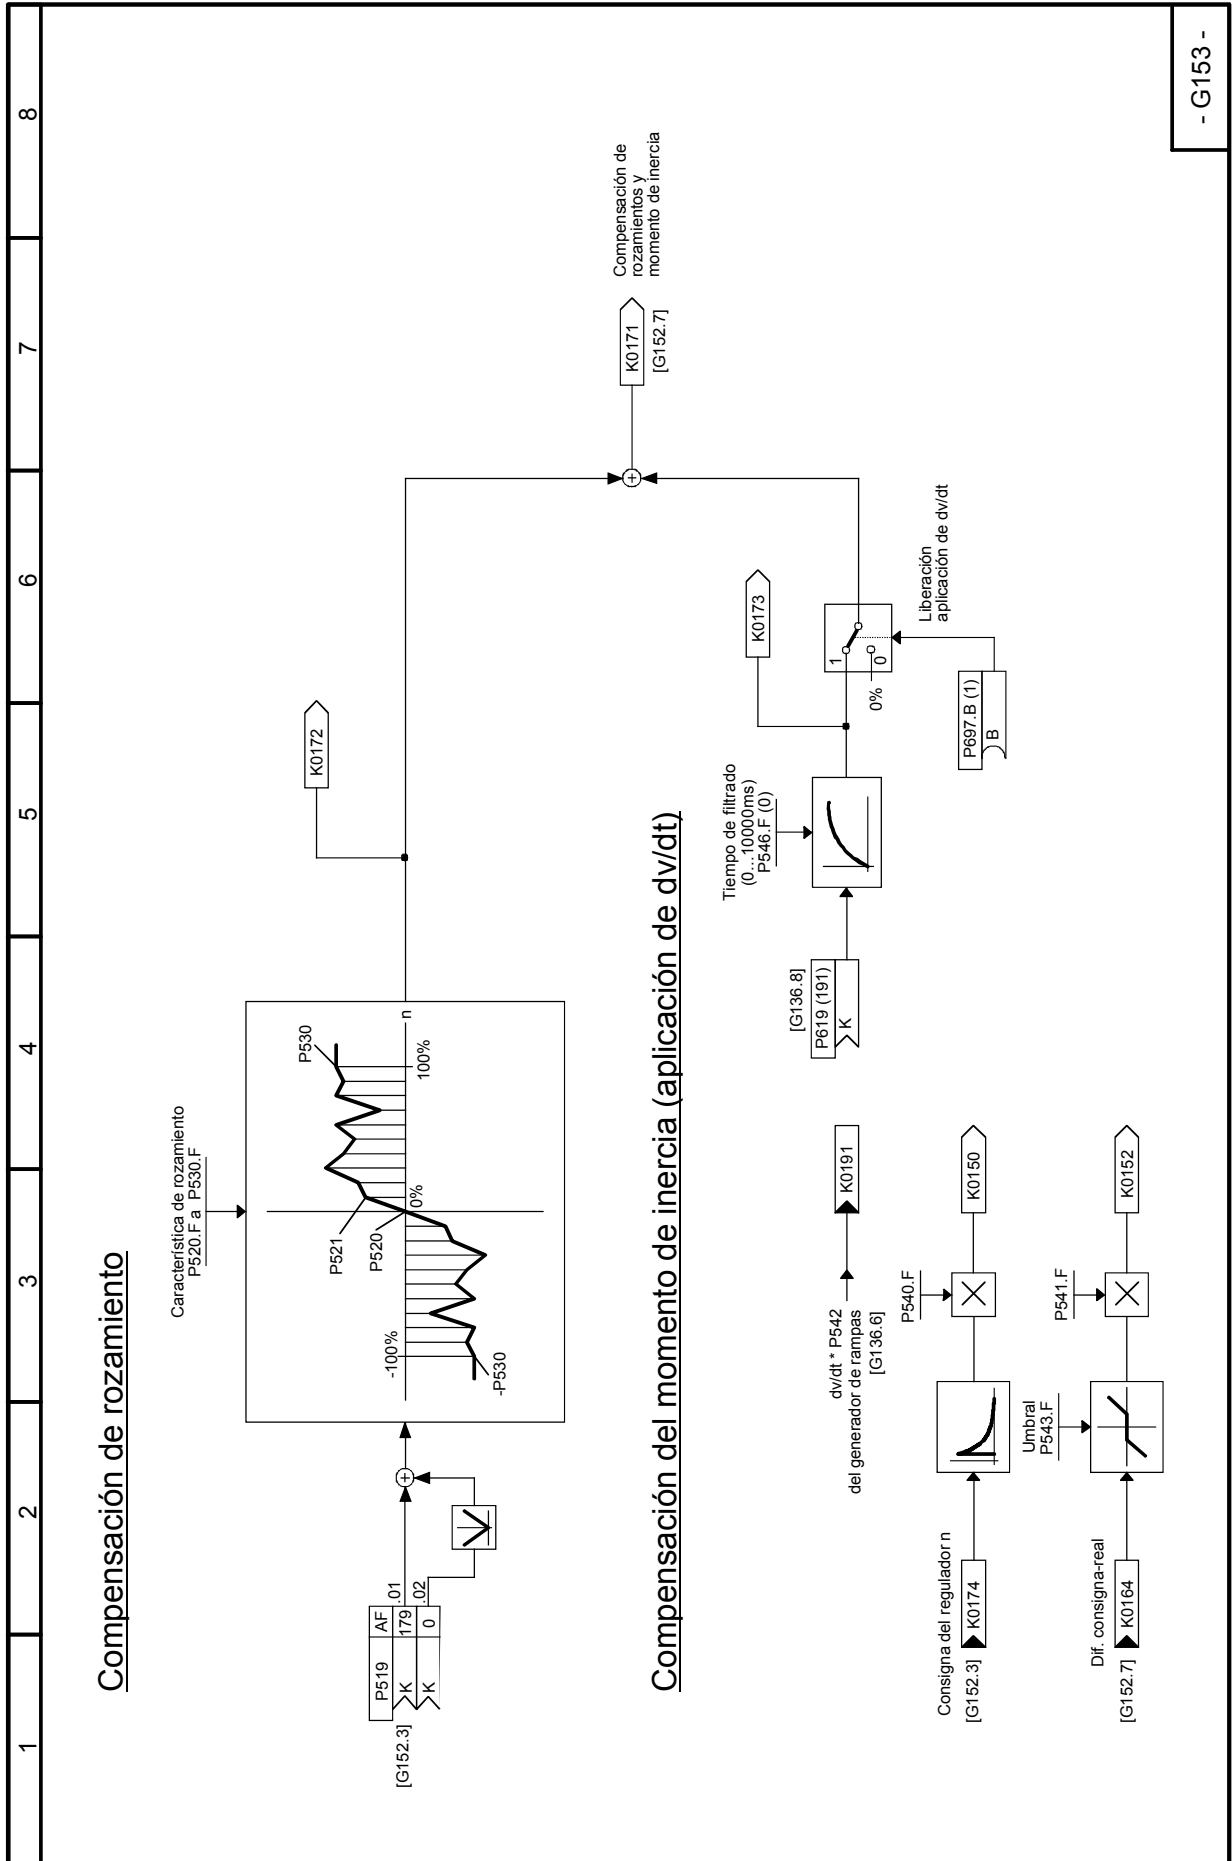 1 2 3 4 5 6 7 8
Compensación de rozamiento
Característica de rozamiento
P520.F a P530.F
P519 AF
K 179 .01
K 0 .02
[G152.3]
P530
P521
P520
0%
100%
n
-100%
-P530
K0172
K0171
[G152.7]
Compensación de
rozamientos y
momento de inercia
Compensación del momento de inercia (aplicación de dv/dt)
dv/dt * P542
del generador de rampas
[G136.6]
K0191
[G136.8]
P619 (191)
K
Tiempo de filtrado
(0...10000ms)
P546.F (0)
K0173
1
0
0%
P697.B (1)
B
Liberación
aplicación de dv/dt
Consigna del regulador n
[G152.3]
K0174
P540.F
K0150
Dif. consigna-real
[G152.7]
K0164
Umbral
P543.F
P541.F
K0152
- G153 -